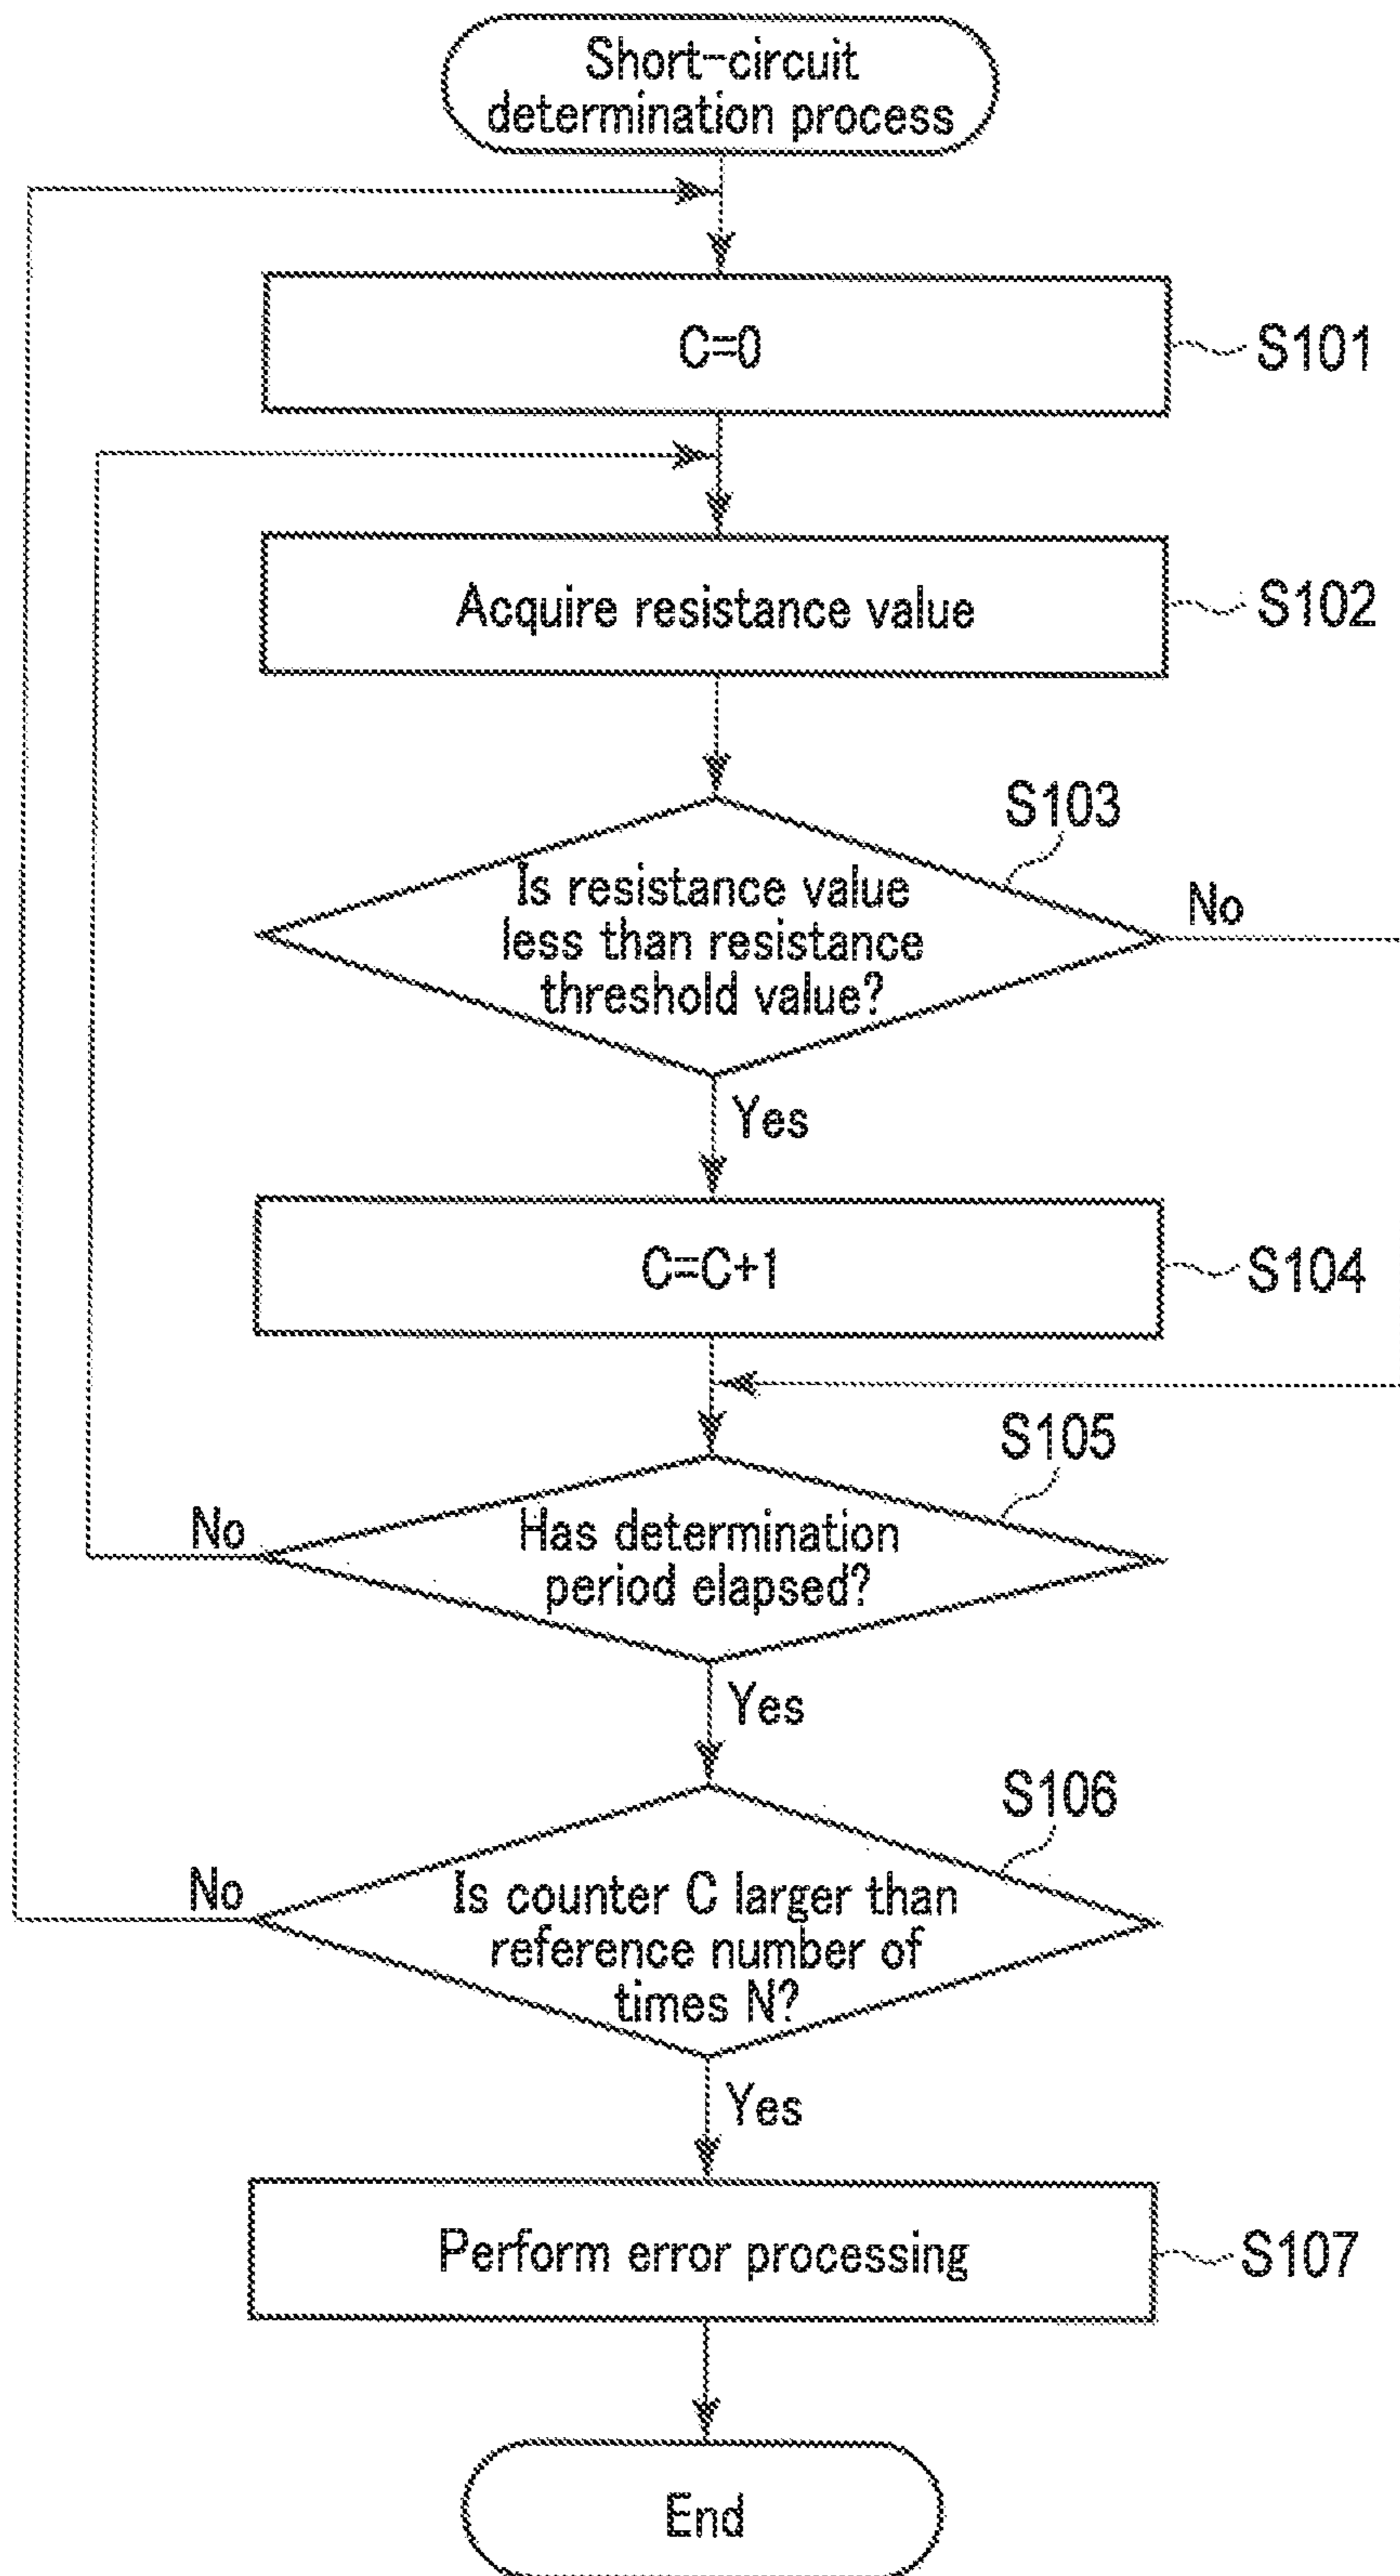 Short-circuit
determination process
C=0
S101
Acquire resistance value
S102
S103
Is resistance value
less than resistance
threshold value?
No
Yes
C=C+1
S104
S105
No
Has determination
period elapsed?
Yes
S106
No
Is counter C larger than
reference number of
times N?
Yes
Perform error processing
S107
End